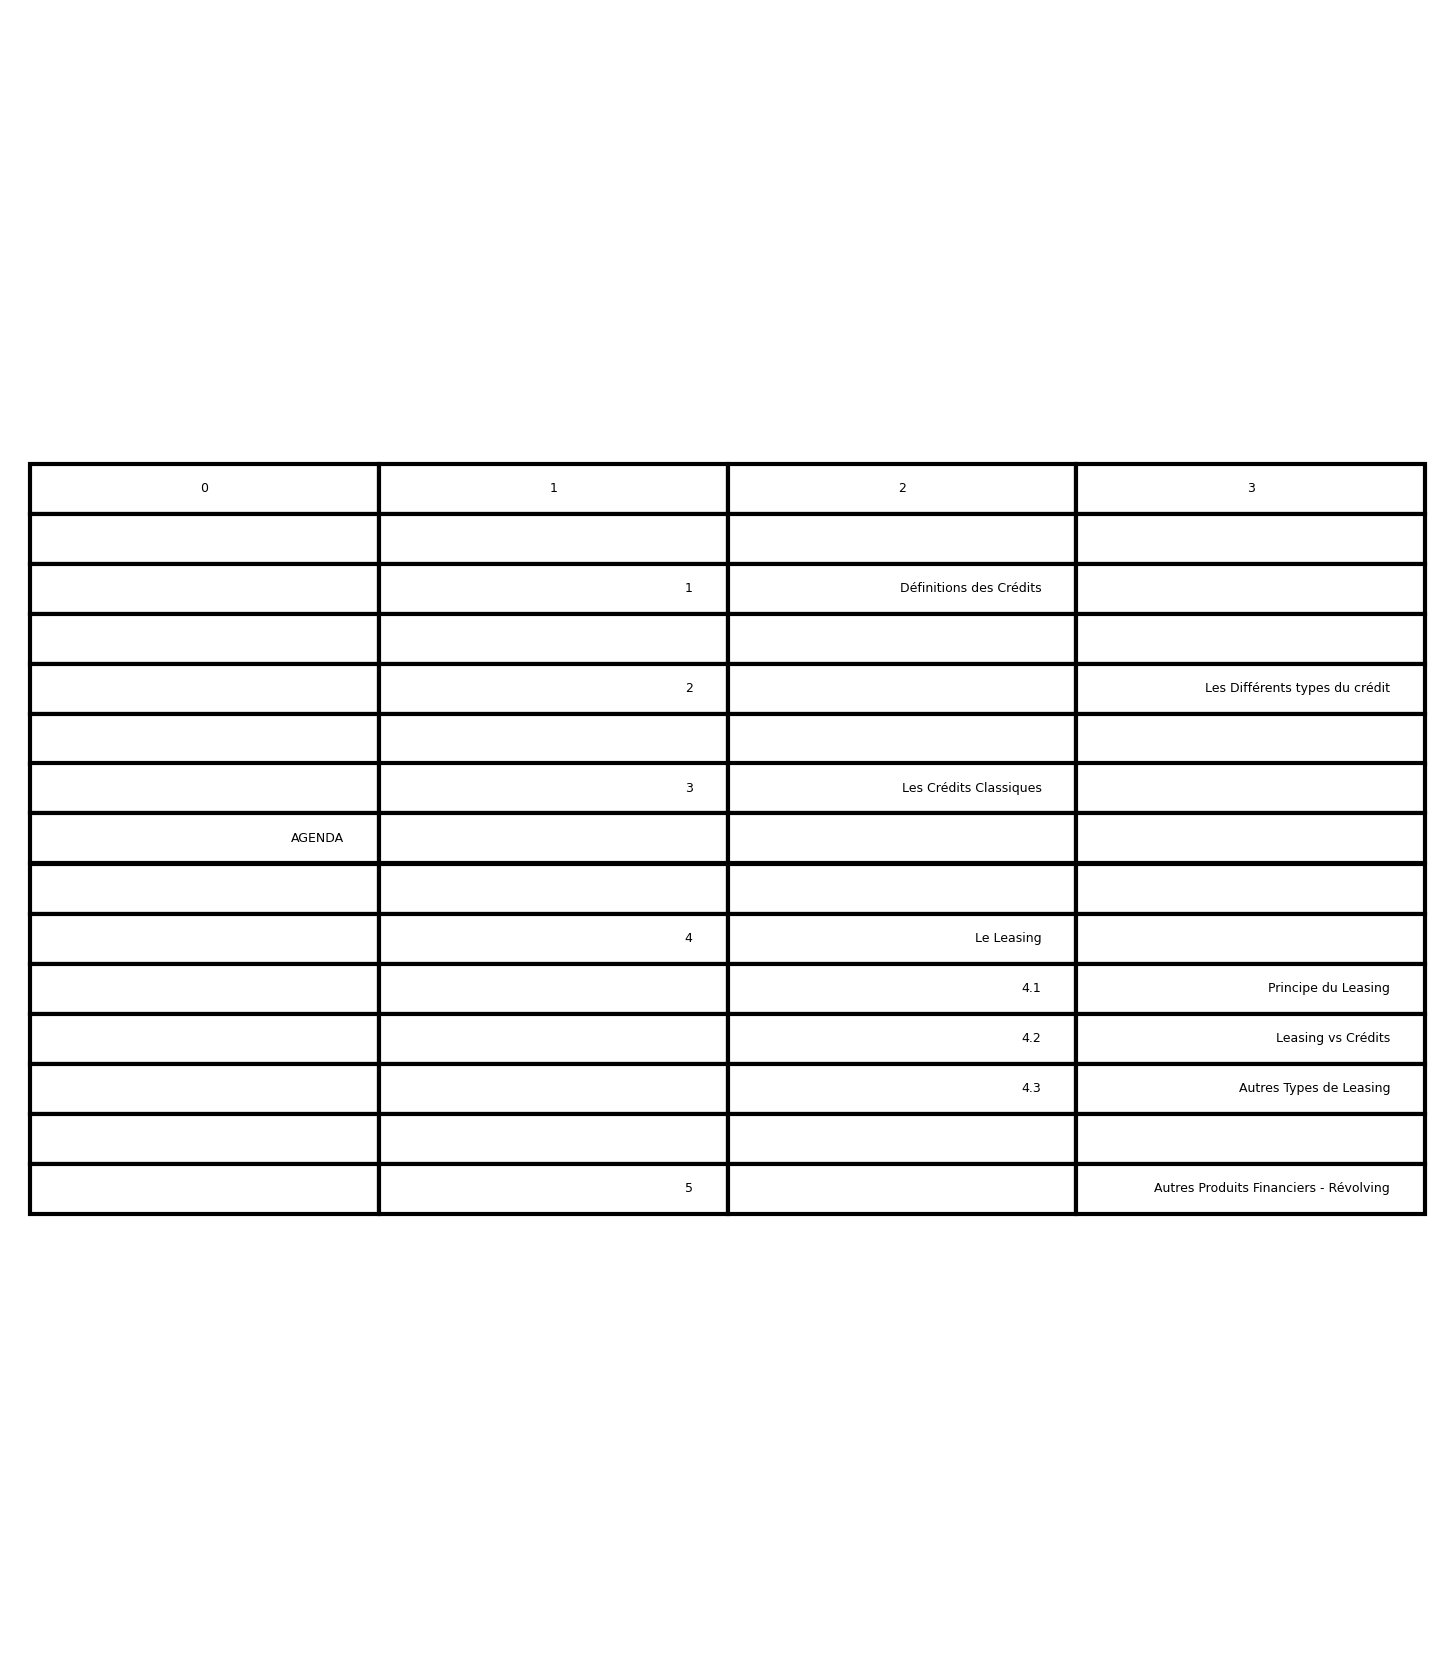 0 1 2 3
1 Définitions des Crédits
2 Les Différents types du crédit
3 Les Crédits Classiques
AGENDA
4 Le Leasing
4.1 Principe du Leasing
4.2 Leasing vs Crédits
4.3 Autres Types de Leasing
5 Autres Produits Financiers - Révolving